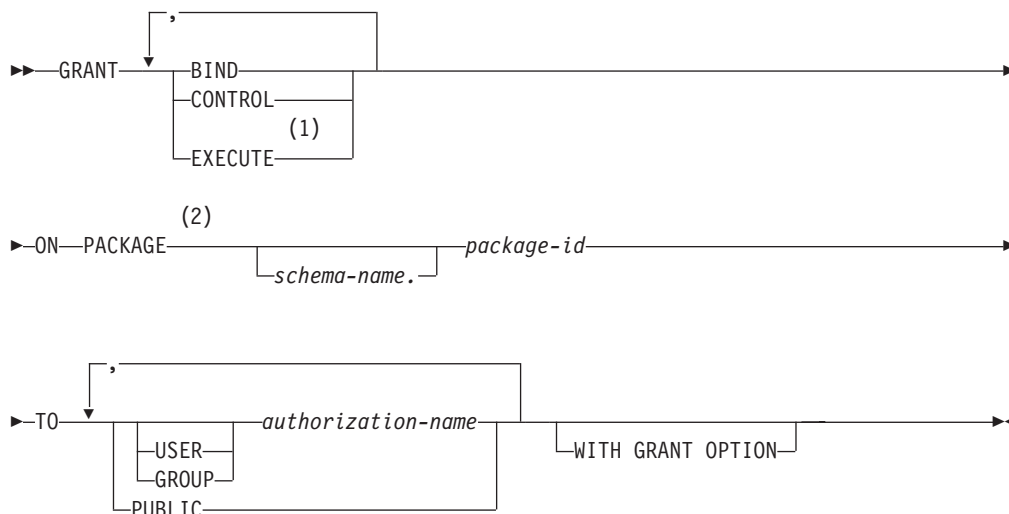 ,
GRANT BIND
CONTROL
(1)
EXECUTE
(2)
ON PACKAGE package-id
schema-name.
,
TO authorization-name
USER WITH GRANT OPTION
GROUP
PUBLIC